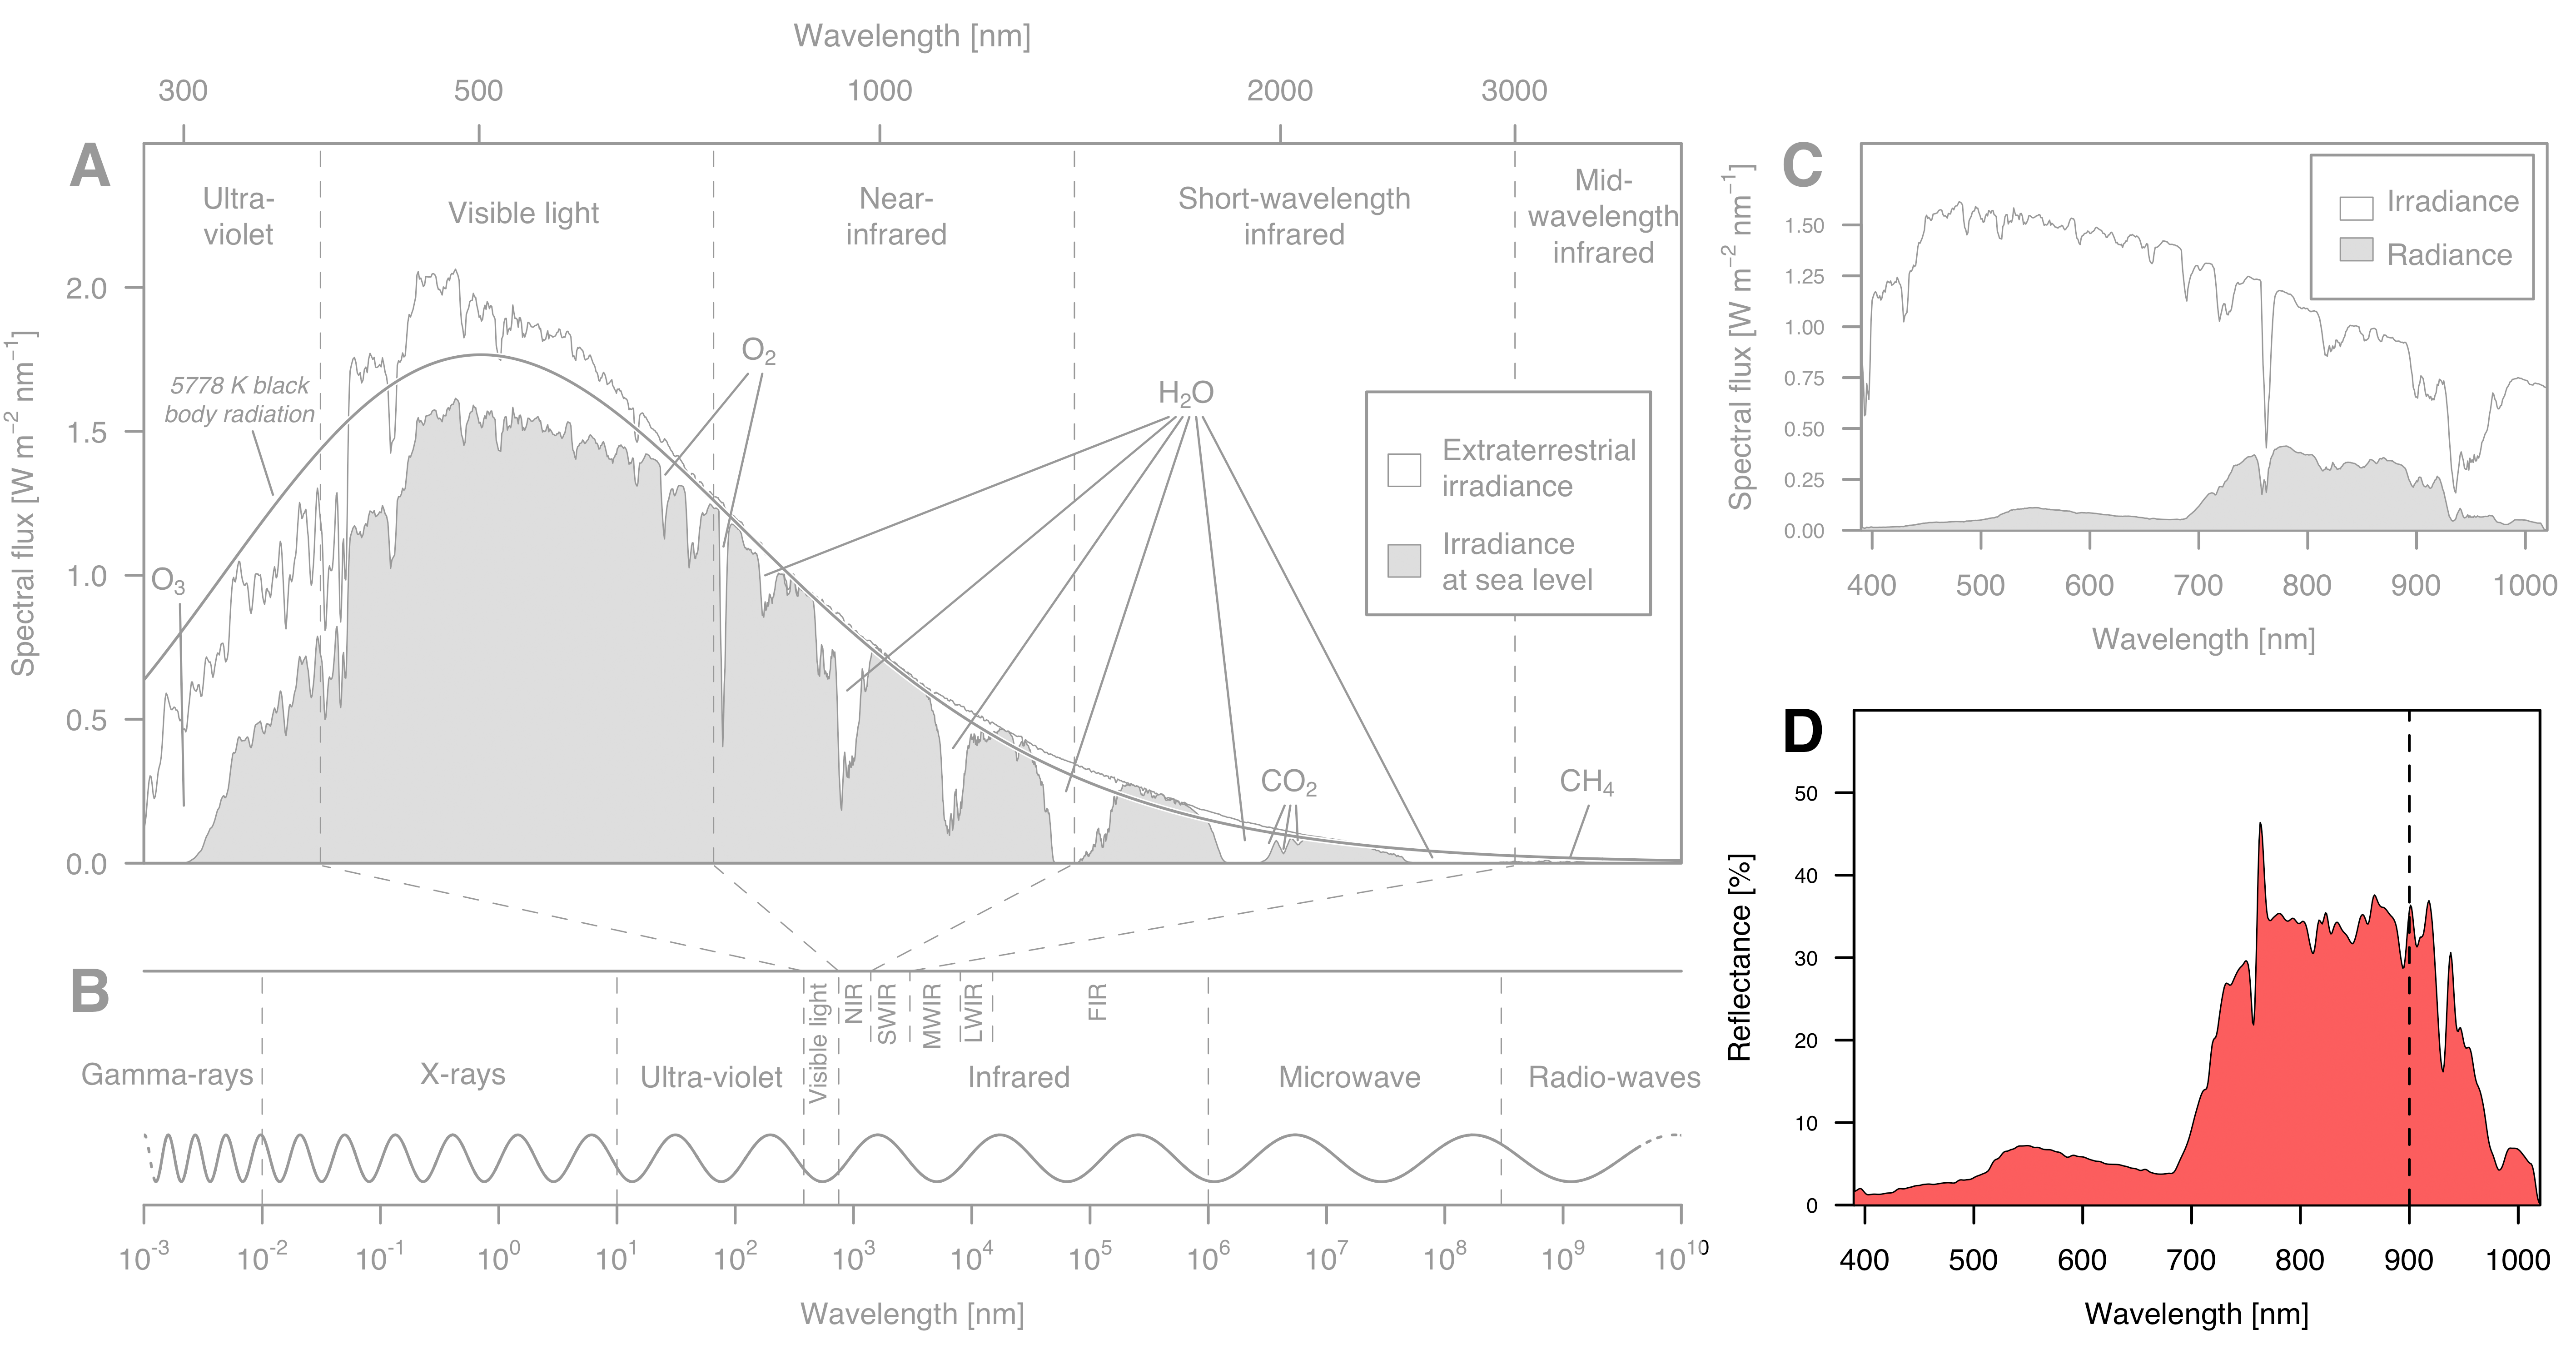 Wavelength [nm]
300 500 1000 2000 3000
A
Ultra-
violet
Visible light
Near-
infrared
Short-wavelength
infrared
Mid-
wavelength
infrared
Spectral flux [W m⁻² nm⁻¹]
2.0
1.5
1.0
0.5
0.0
5778 K black
body radiation
O₃
O₂
H₂O
CO₂
CH₄
Extraterrestrial
irradiance
Irradiance
at sea level
B
Gamma-rays
X-rays
Ultra-violet
Visible light
NIR
SWIR
MWIR
LWIR
FIR
Infrared
Microwave
Radio-waves
10⁻³ 10⁻² 10⁻¹ 10⁰ 10¹ 10² 10³ 10⁴ 10⁵ 10⁶ 10⁷ 10⁸ 10⁹ 10¹⁰
Wavelength [nm]
C
Spectral flux [W m⁻² nm⁻¹]
Irradiance
Radiance
1.50
1.25
1.00
0.75
0.50
0.25
0.00
400 500 600 700 800 900 1000
Wavelength [nm]
D
Reflectance [%]
50
40
30
20
10
0
400 500 600 700 800 900 1000
Wavelength [nm]